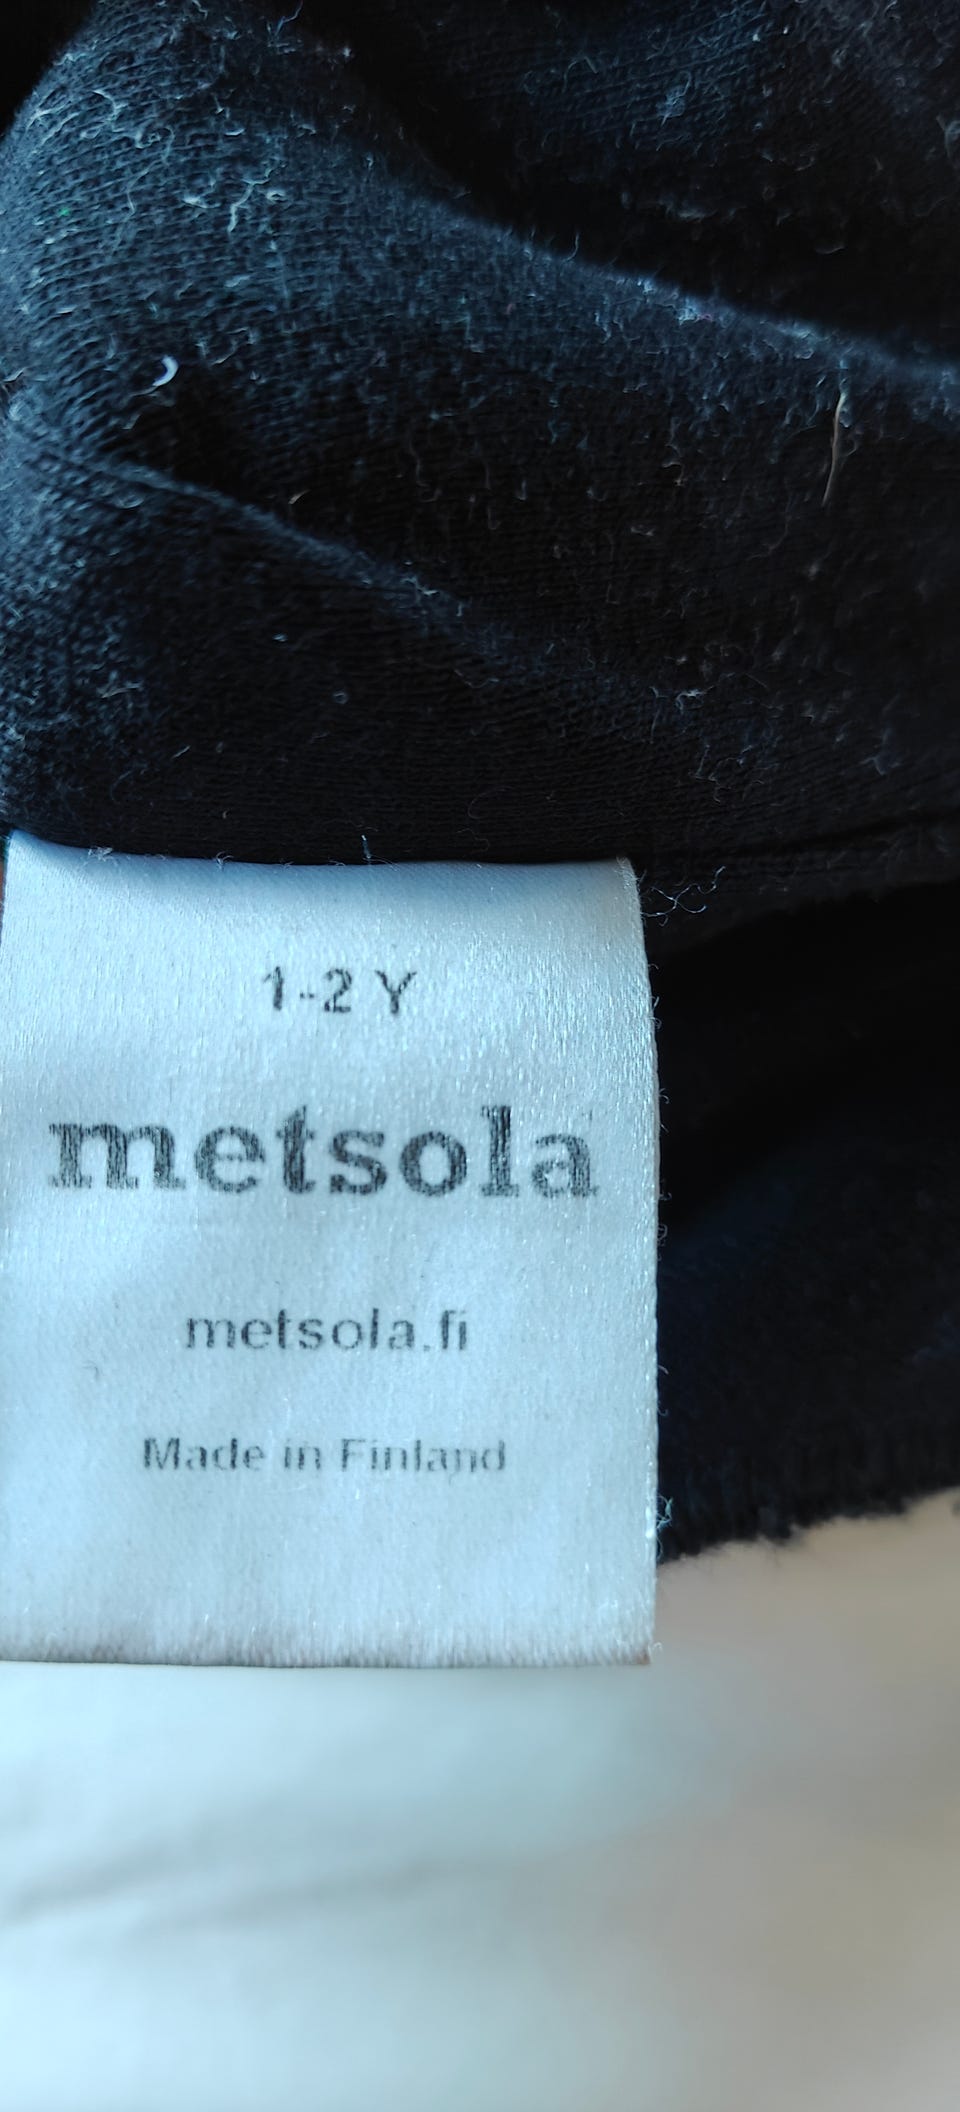 1-2 Y
metsola
metsola.fi
Made in Finland